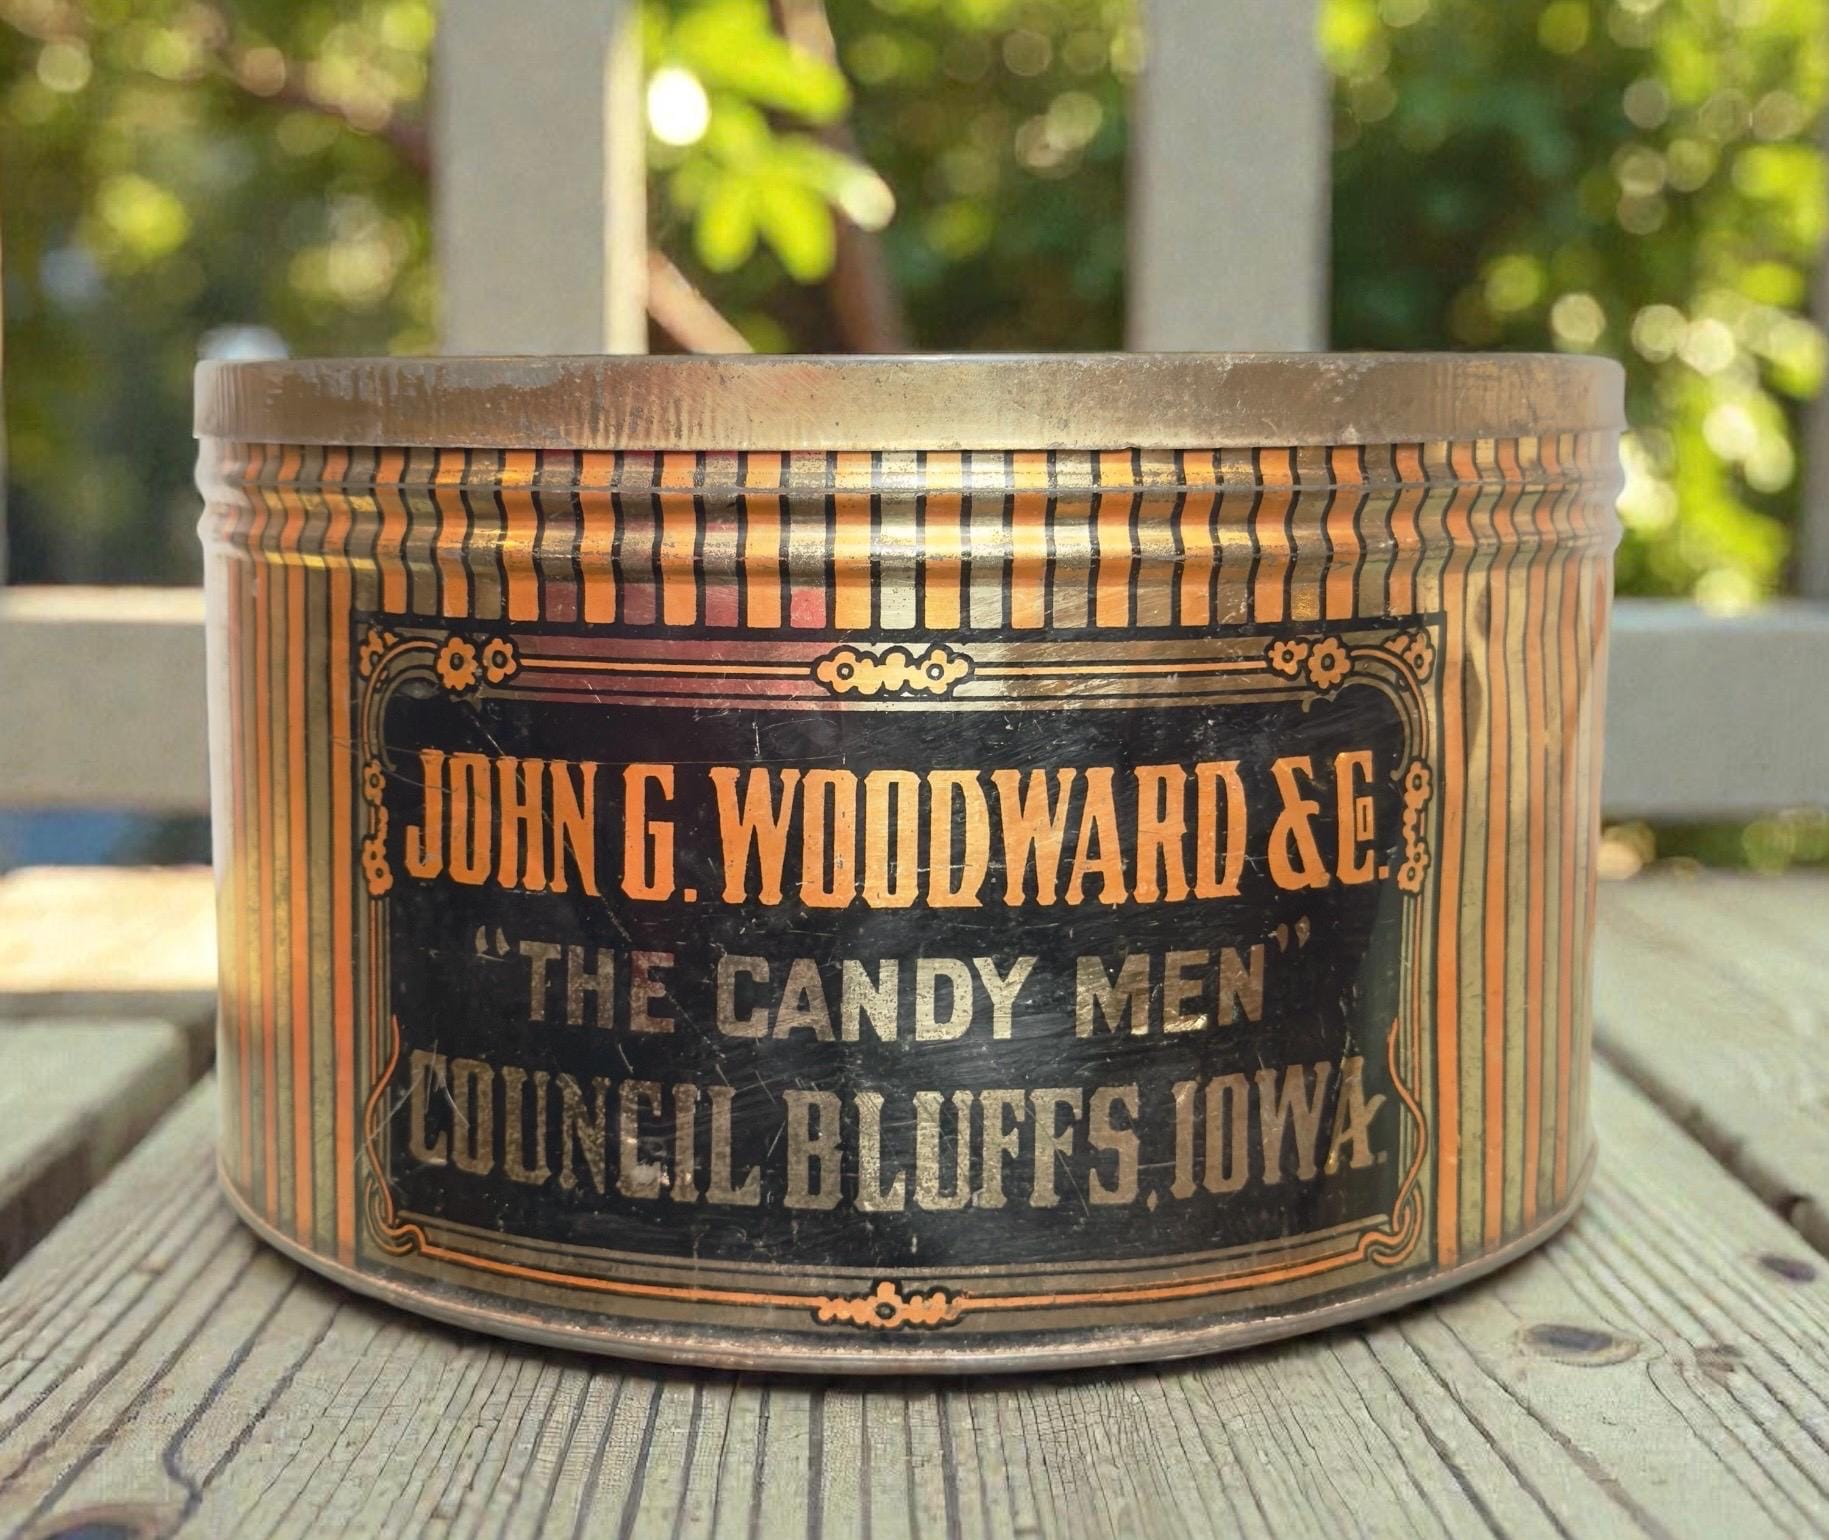 JOHN G. WOODWARD & CO.
"THE CANDY MEN"
COUNCIL BLUFFS, IOWA.